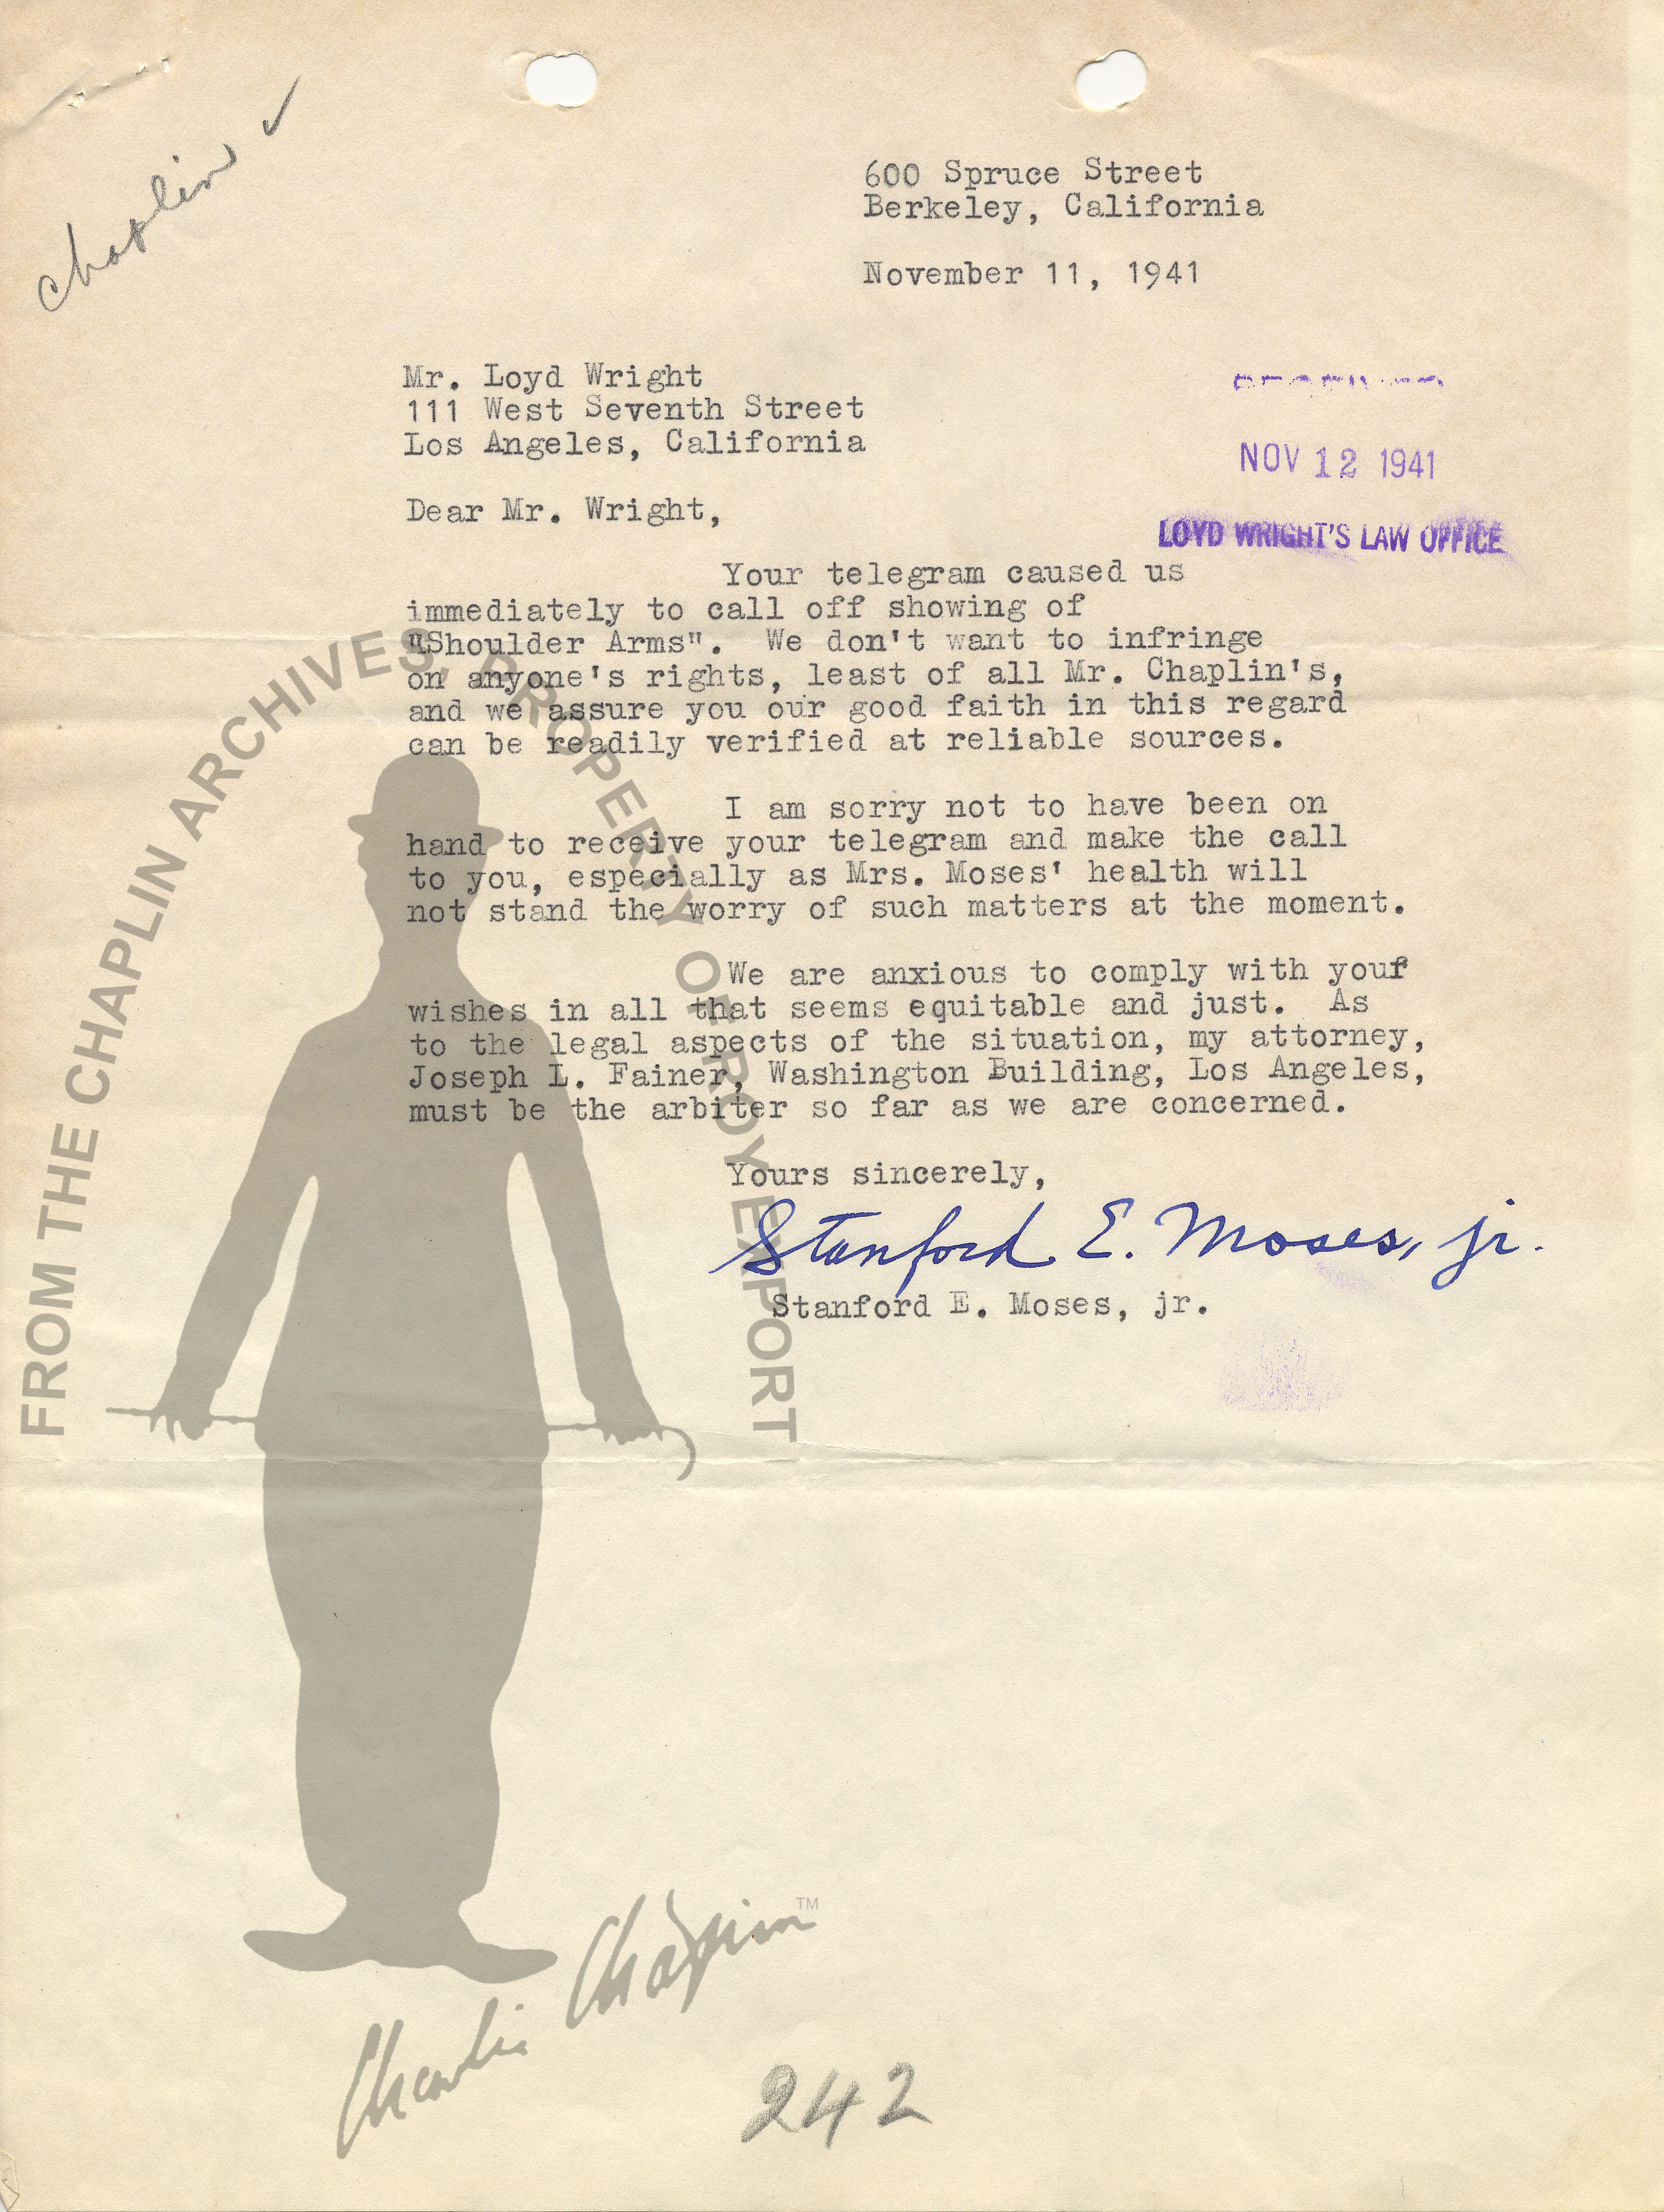 Chaplin ✓
600 Spruce Street
Berkeley, California
November 11, 1941
Mr. Loyd Wright
111 West Seventh Street
Los Angeles, California
NOV 12 1941
LOYD WRIGHT'S LAW OFFICE
Dear Mr. Wright,
Your telegram caused us
immediately to call off showing of
"Shoulder Arms". We don't want to infringe
on anyone's rights, least of all Mr. Chaplin's,
and we assure you our good faith in this regard
can be readily verified at reliable sources.
I am sorry not to have been on
hand to receive your telegram and make the call
to you, especially as Mrs. Moses' health will
not stand the worry of such matters at the moment.
We are anxious to comply with your
wishes in all that seems equitable and just. As
to the legal aspects of the situation, my attorney,
Joseph L. Fainer, Washington Building, Los Angeles,
must be the arbiter so far as we are concerned.
Yours sincerely,
Stanford E. Moses, jr.
Stanford E. Moses, jr.
FROM THE CHAPLIN ARCHIVES, PROPERTY OF ROY EXPORT
Charlie Chaplin TM
242